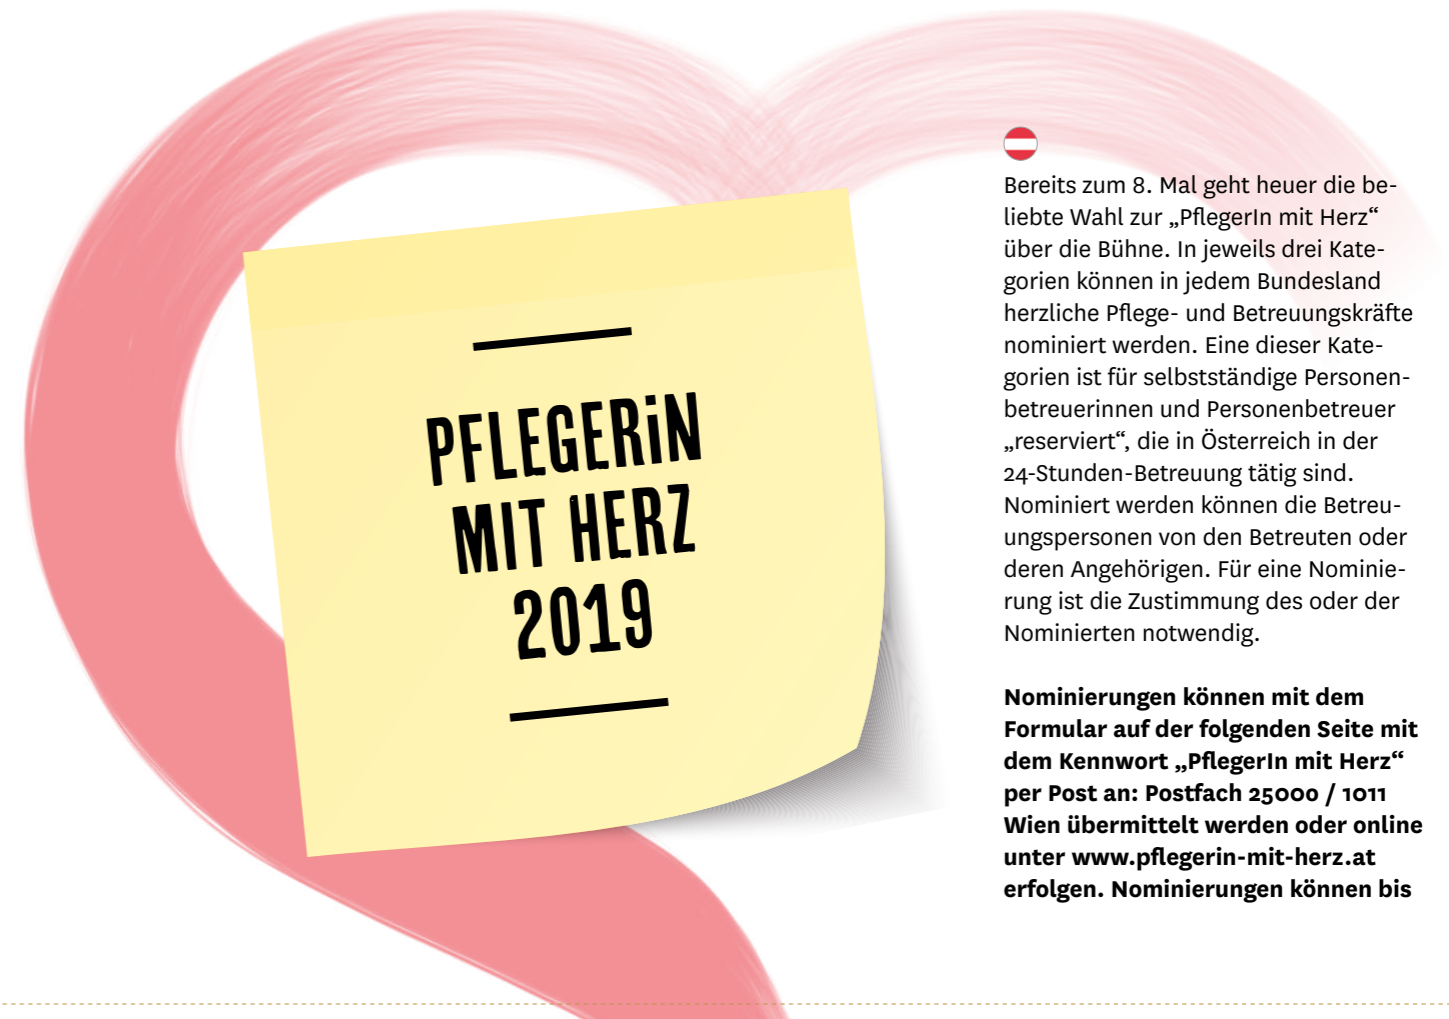 PFLEGERiN
MIT HERZ
2019
Bereits zum 8. Mal geht heuer die be-
liebte Wahl zur „PflegerIn mit Herz“
über die Bühne. In jeweils drei Kate-
gorien können in jedem Bundesland
herzliche Pflege- und Betreuungskräfte
nominiert werden. Eine dieser Kate-
gorien ist für selbstständige Personen-
betreuerinnen und Personenbetreuer
„reserviert“, die in Österreich in der
24-Stunden-Betreuung tätig sind.
Nominiert werden können die Betreu-
ungspersonen von den Betreuten oder
deren Angehörigen. Für eine Nominie-
rung ist die Zustimmung des oder der
Nominierten notwendig.
Nominierungen können mit dem
Formular auf der folgenden Seite mit
dem Kennwort „PflegerIn mit Herz“
per Post an: Postfach 25000 / 1011
Wien übermittelt werden oder online
unter www.pflegerin-mit-herz.at
erfolgen. Nominierungen können bis